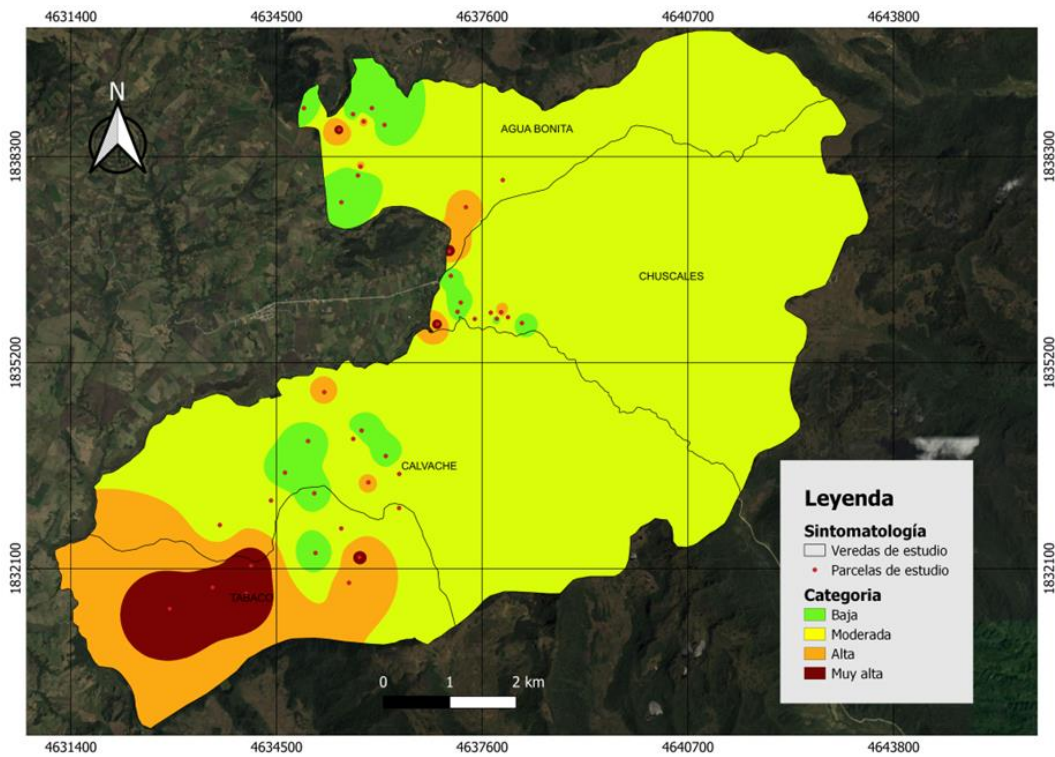 4631400 4634500 4637600 4640700 4643800
N
AGUA BONITA
1838300 1838300
CHUSCALES
1835200 1835200
CALVACHE
Leyenda
Sintomatología
Veredas de estudio
Parcelas de estudio
Categoria
Baja
Moderada
Alta
Muy alta
1832100 1832100
TABACO
0 1 2 km
4631400 4634500 4637600 4640700 4643800